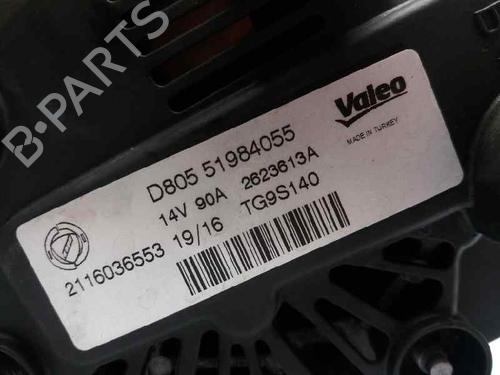 B-PARTS
Valeo
MADE IN TURKEY
D805 51984055
14V 90A 2623613A
2116036553 19/16 TG9S140